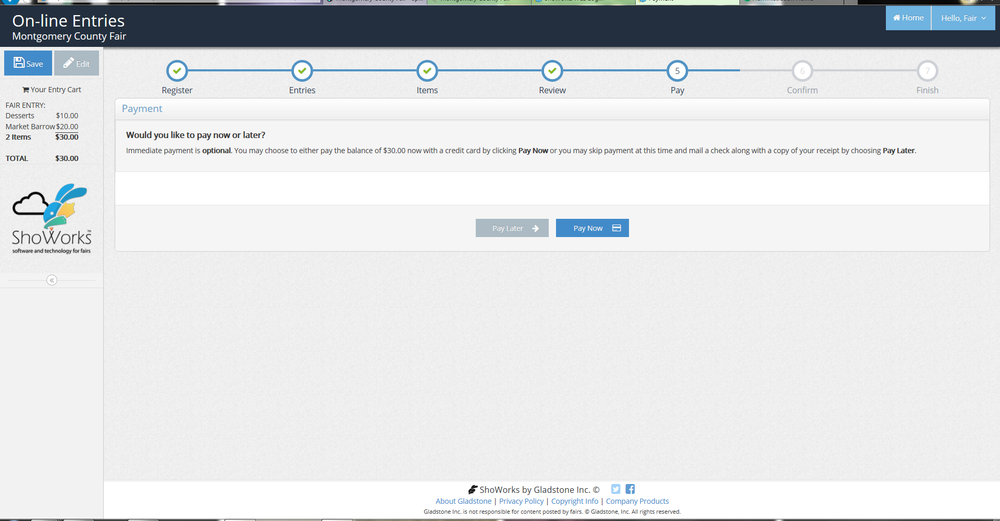 On-line Entries
Montgomery County Fair
Home
Hello, Fair
Save
Edit
Your Entry Cart
FAIR ENTRY:
Desserts $10.00
Market Barrow $20.00
2 Items $30.00
TOTAL $30.00
ShoWorks™
software and technology for fairs
5 6 7
Register Entries Items Review Pay Confirm Finish
Payment
Would you like to pay now or later?
Immediate payment is optional. You may choose to either pay the balance of $30.00 now with a credit card by clicking Pay Now or you may skip payment at this time and mail a check along with a copy of your receipt by choosing Pay Later.
Pay Later
Pay Now
ShoWorks by Gladstone Inc. ©
About Gladstone | Privacy Policy | Copyright Info | Company Products
Gladstone Inc. is not responsible for content posted by fairs. © Gladstone, Inc. All rights reserved.